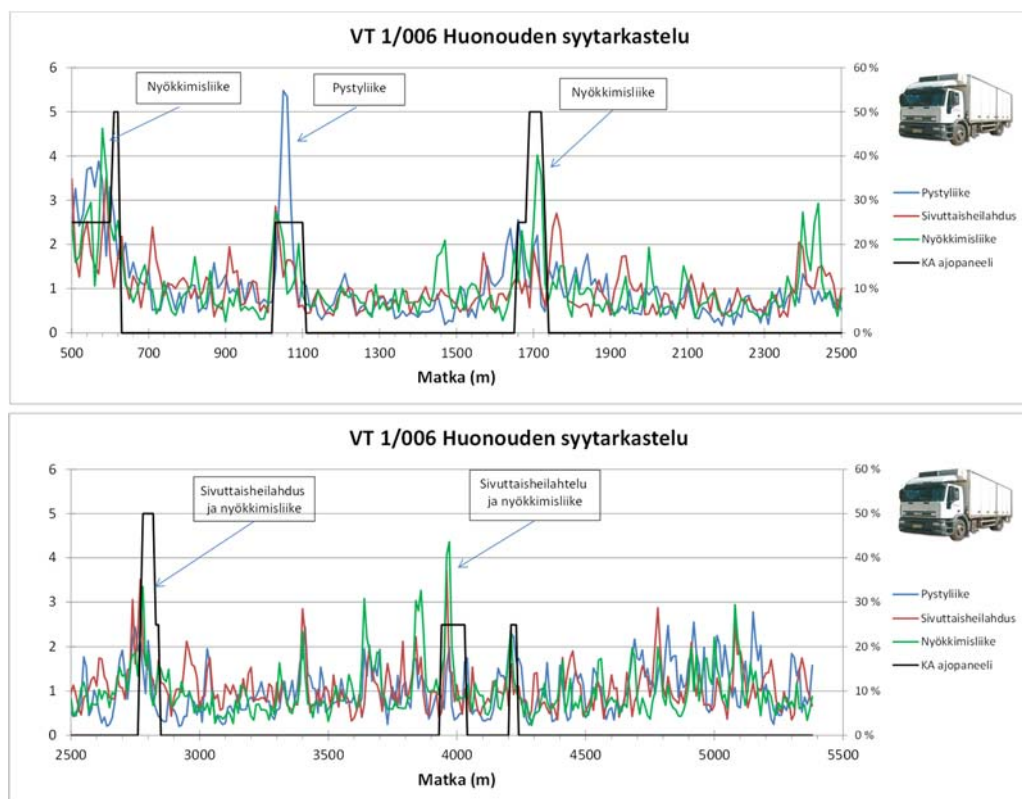 VT 1/006 Huonouden syytarkastelu
Nyökkimisliike
Pystyliike
Nyökkimisliike
6
5
4
3
2
1
0
60 %
50 %
40 %
30 %
20 %
10 %
0 %
500 700 900 1100 1300 1500 1700 1900 2100 2300 2500
Matka (m)
Pystyliike
Sivuttaisheilahdus
Nyökkimisliike
KA ajopaneeli
VT 1/006 Huonouden syytarkastelu
Sivuttaisheilahdus
ja nyökkimisliike
Sivuttaisheilahtelu
ja nyökkimisliike
6
5
4
3
2
1
0
60 %
50 %
40 %
30 %
20 %
10 %
0 %
2500 3000 3500 4000 4500 5000 5500
Matka (m)
Pystyliike
Sivuttaisheilahdus
Nyökkimisliike
KA ajopaneeli